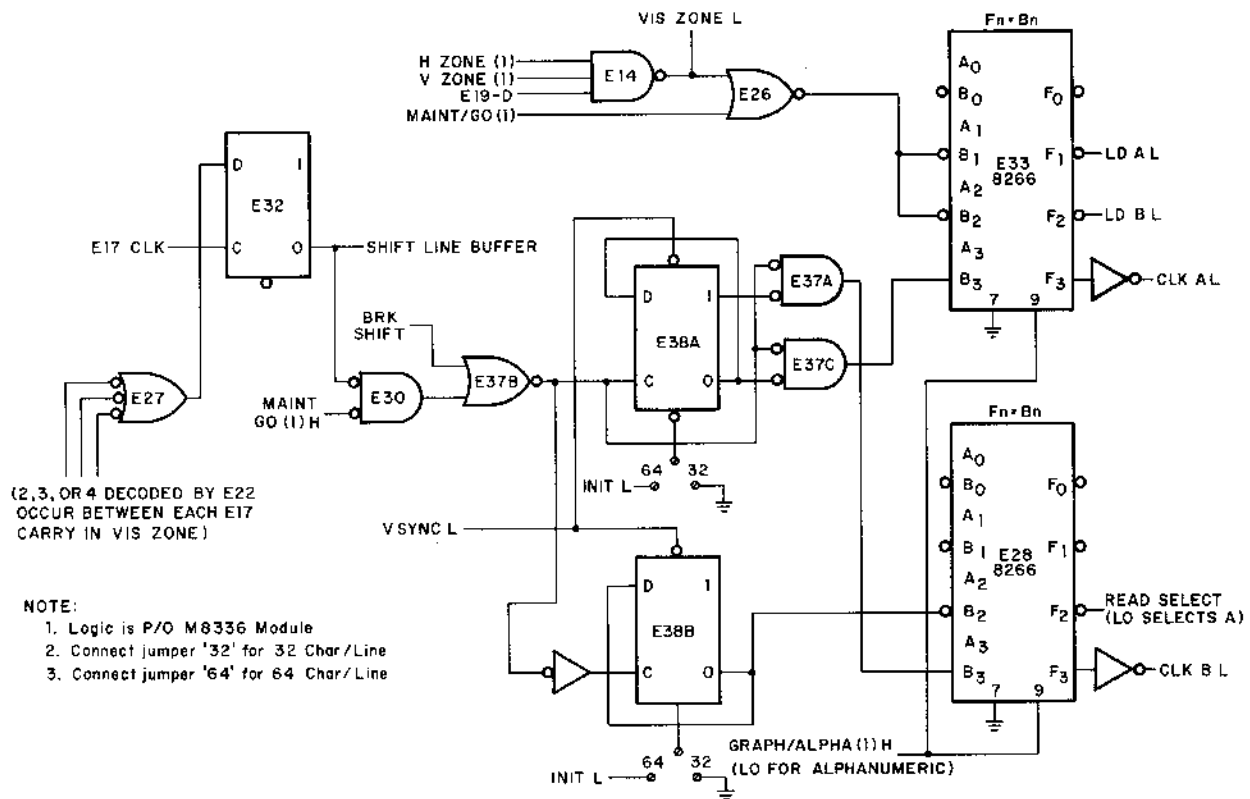 VIS ZONE L
Fn=Bn
H ZONE (1)
V ZONE (1)
E19-D
MAINT/GO (1)
E14
E26
A0
B0
A1
B1
A2
B2
A3
B3
E33
8266
F0
F1
F2
F3
7 9
LD A L
LD B L
CLK A L
D 1
E32
C 0
E17 CLK
SHIFT LINE BUFFER
E27
(2,3, OR 4 DECODED BY E22
OCCUR BETWEEN EACH E17
CARRY IN VIS ZONE)
BRK
SHIFT
MAINT
GO (1) H
E30
E37B
D 1
E38A
C 0
E37A
E37C
64 32
INIT L
V SYNC L
D 1
E38B
C 0
64 32
INIT L
Fn=Bn
A0
B0
A1
B1
A2
B2
A3
B3
E28
8266
F0
F1
F2
F3
7 9
READ SELECT
(LO SELECTS A)
CLK B L
GRAPH/ALPHA (1) H
(LO FOR ALPHANUMERIC)
NOTE:
1. Logic is P/O M8336 Module
2. Connect jumper '32' for 32 Char/Line
3. Connect jumper '64' for 64 Char/Line